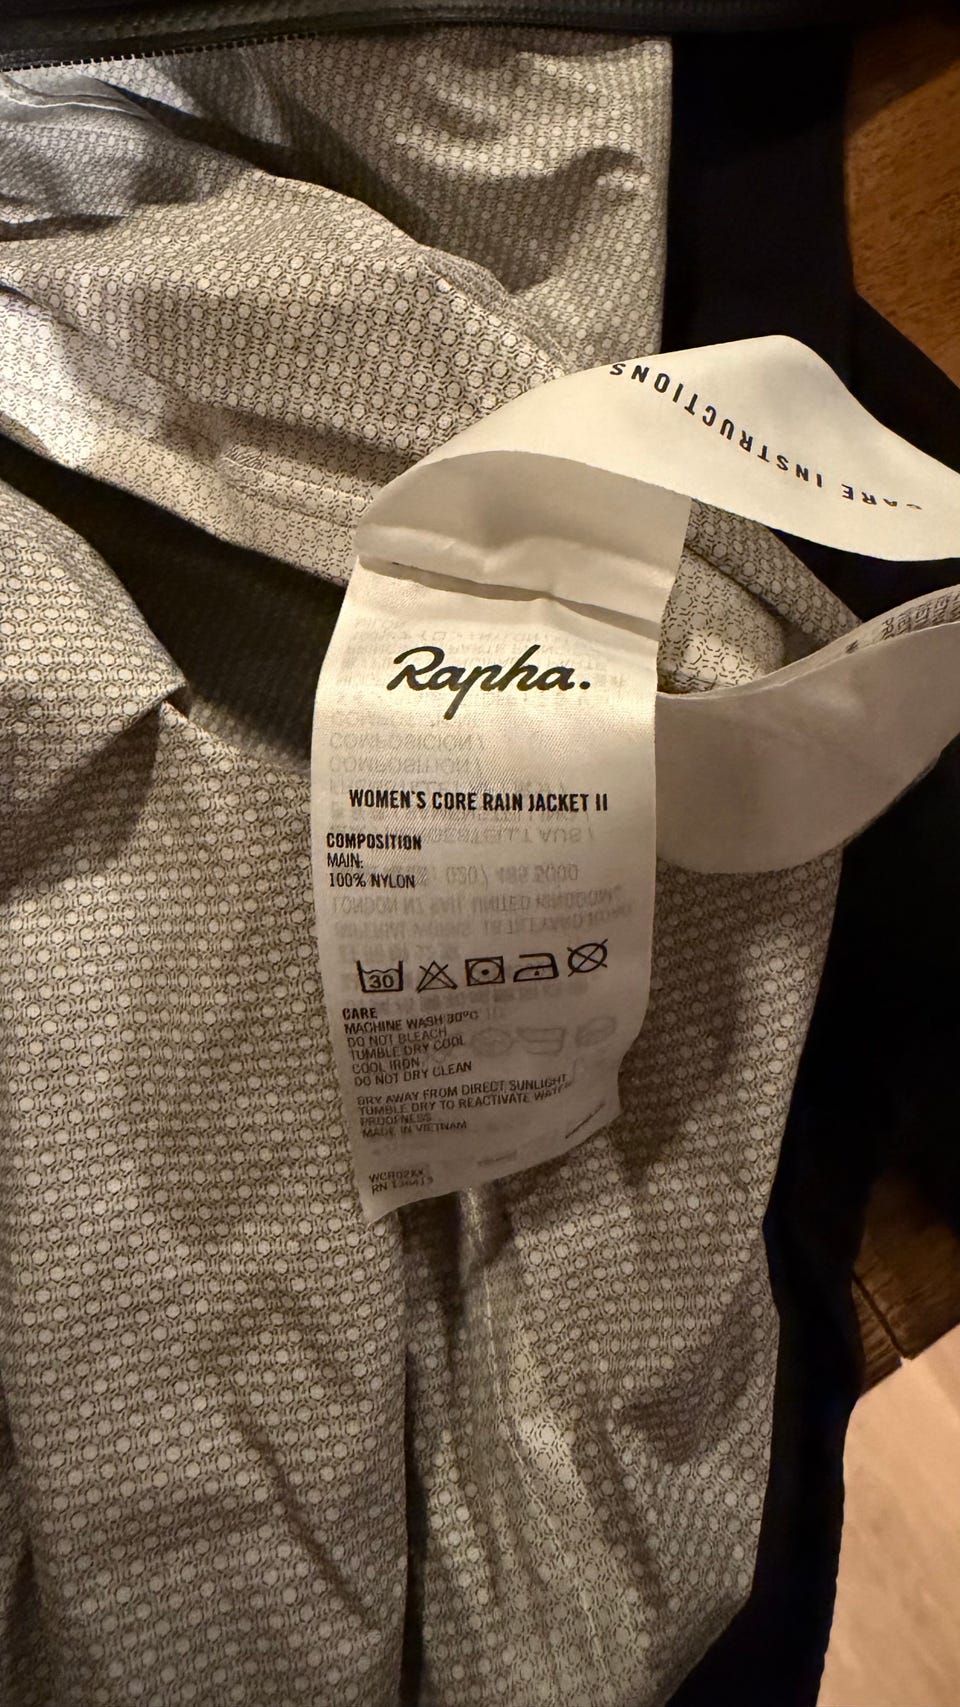 CARE INSTRUCTIONS
Rapha.
WOMEN'S CORE RAIN JACKET II
COMPOSITION
MAIN:
100% NYLON
30
CARE
MACHINE WASH 30°C
DO NOT BLEACH
TUMBLE DRY COOL
COOL IRON
DO NOT DRY CLEAN
DRY AWAY FROM DIRECT SUNLIGHT
TUMBLE DRY TO REACTIVATE WATER
PROOFNESS
MADE IN VIETNAM
WCR02XX
RN